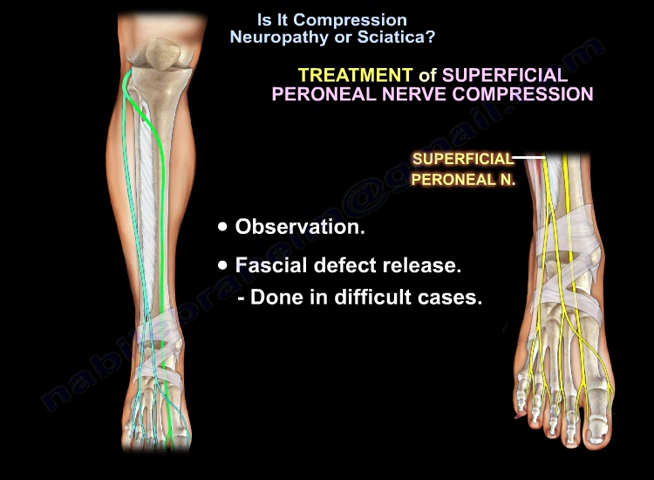 Is It Compression
Neuropathy or Sciatica?
TREATMENT of SUPERFICIAL
PERONEAL NERVE COMPRESSION
SUPERFICIAL
PERONEAL N.
• Observation.
• Fascial defect release.
- Done in difficult cases.